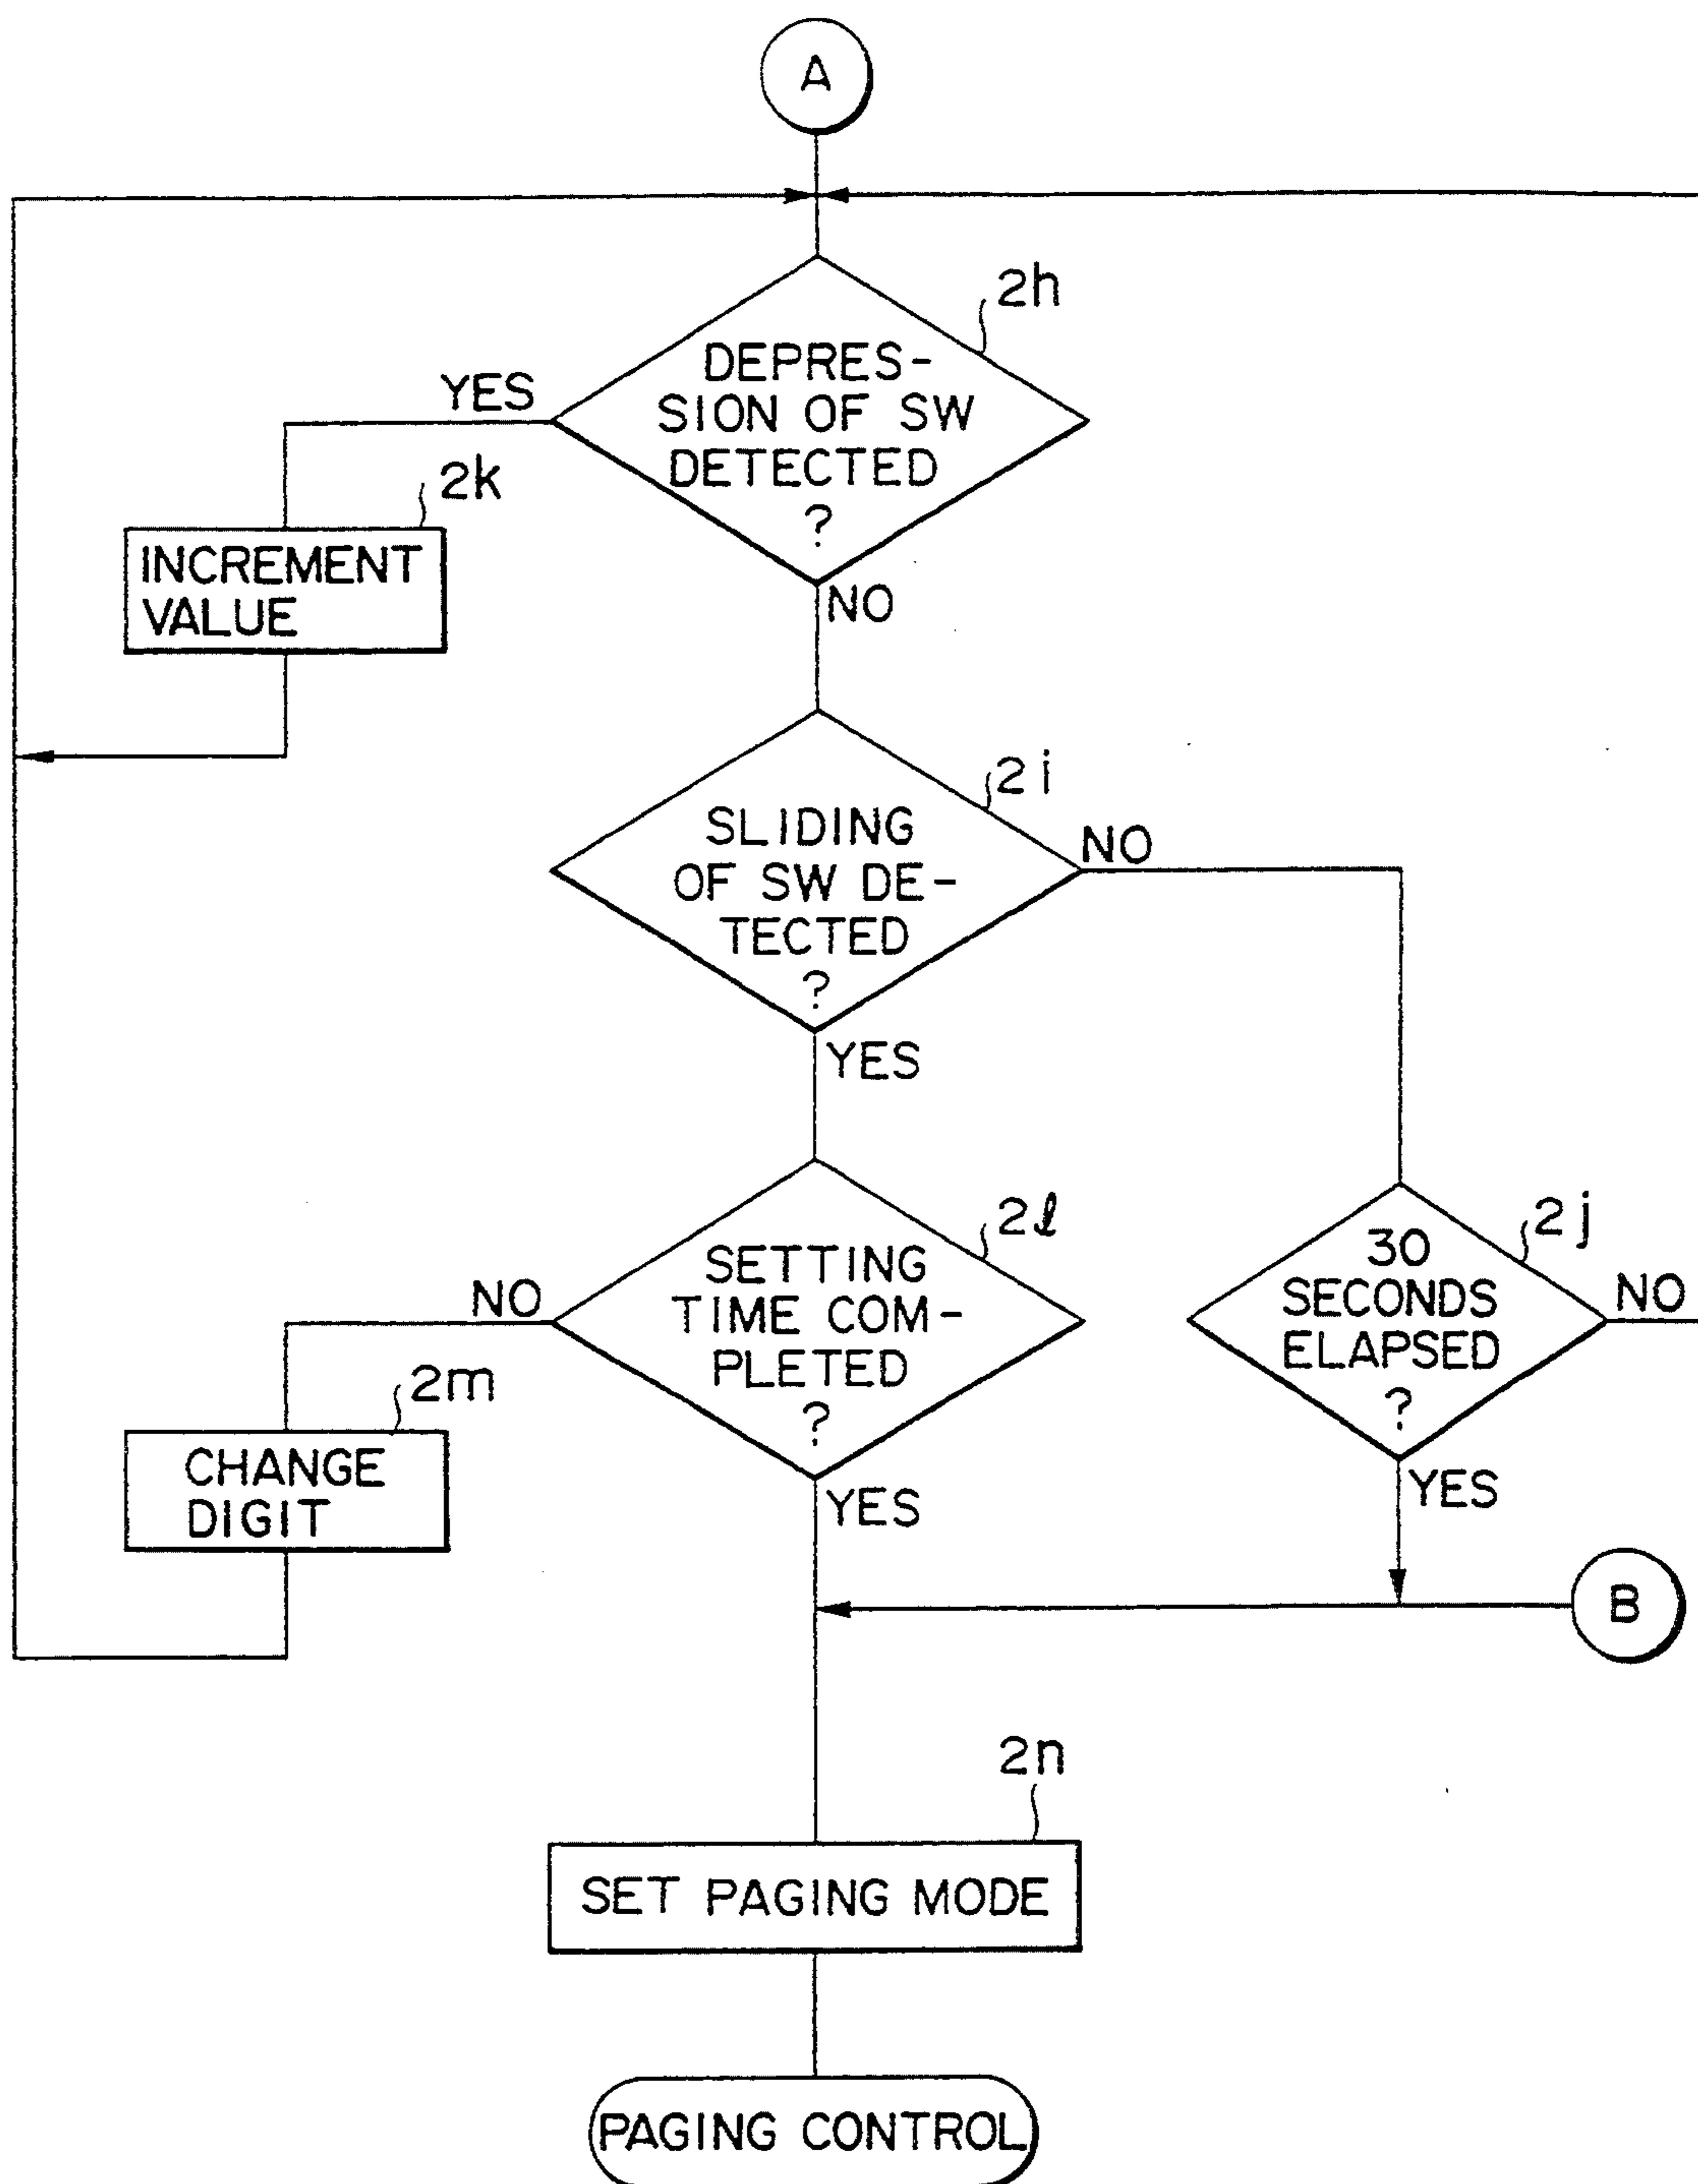 A
2h
DEPRES-
SION OF SW
DETECTED
?
YES
NO
2k
INCREMENT
VALUE
2i
SLIDING
OF SW DE-
TECTED
?
NO
YES
2ℓ
SETTING
TIME COM-
PLETED
?
NO
YES
2j
30
SECONDS
ELAPSED
?
NO
YES
2m
CHANGE
DIGIT
B
2n
SET PAGING MODE
PAGING CONTROL